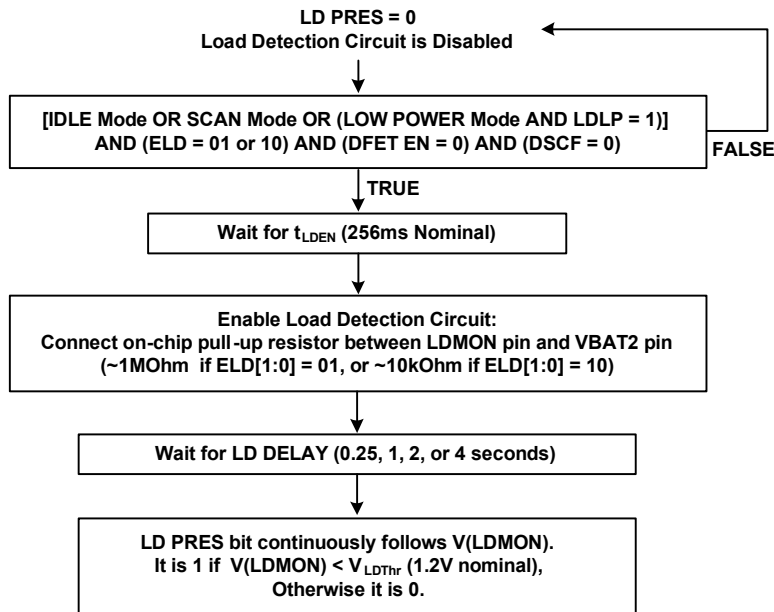 LD PRES = 0
Load Detection Circuit is Disabled
[IDLE Mode OR SCAN Mode OR (LOW POWER Mode AND LDLP = 1)]
AND (ELD = 01 or 10) AND (DFET EN = 0) AND (DSCF = 0)
FALSE
TRUE
Wait for tLDEN (256ms Nominal)
Enable Load Detection Circuit:
Connect on-chip pull-up resistor between LDMON pin and VBAT2 pin
(~1MOhm if ELD[1:0] = 01, or ~10kOhm if ELD[1:0] = 10)
Wait for LD DELAY (0.25, 1, 2, or 4 seconds)
LD PRES bit continuously follows V(LDMON).
It is 1 if V(LDMON) < VLDThr (1.2V nominal),
Otherwise it is 0.